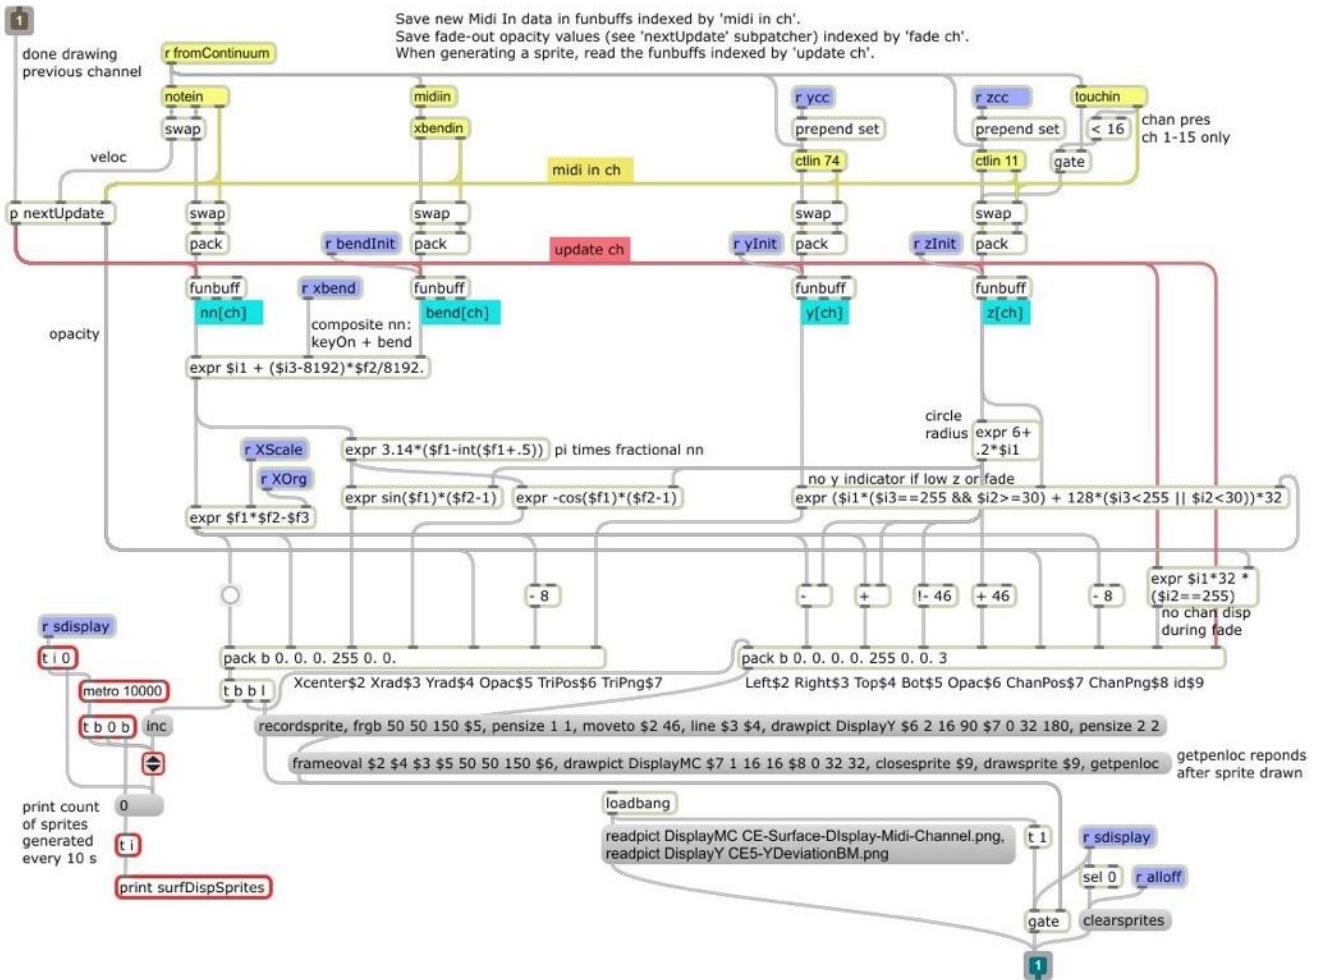 1
Save new Midi In data in funbuffs indexed by 'midi in ch'.
Save fade-out opacity values (see 'nextUpdate' subpatcher) indexed by 'fade ch'.
When generating a sprite, read the funbuffs indexed by 'update ch'.
done drawing
previous channel
r fromContinuum
notein
midiin
r ycc
r zcc
touchin
swap
xbendin
prepend set
prepend set
< 16
chan pres
ch 1-15 only
veloc
midi in ch
ctlin 74
ctlin 11
gate
p nextUpdate
swap
swap
swap
swap
pack
r bendInit
pack
update ch
r yInit
pack
r zInit
pack
funbuff
r xbend
funbuff
funbuff
funbuff
nn[ch]
bend[ch]
y[ch]
z[ch]
opacity
composite nn:
keyOn + bend
expr $i1 + ($i3-8192)*$f2/8192.
circle
radius
expr 6+
.2*$i1
r XScale
expr 3.14*($f1-int($f1+.5))
pi times fractional nn
r XOrg
no y indicator if low z or fade
expr sin($f1)*($f2-1)
expr -cos($f1)*($f2-1)
expr ($i1*($i3==255 && $i2>=30) + 128*($i3<255 || $i2<30))*32
expr $f1*$f2-$f3
- 8
-
+
!- 46
+ 46
- 8
expr $i1*32 *
($i2==255)
no chan disp
during fade
r sdisplay
t i 0
pack b 0. 0. 0. 255 0. 0.
pack b 0. 0. 0. 0. 255 0. 0. 3
metro 10000
t b b l
Xcenter$2 Xrad$3 Yrad$4 Opac$5 TriPos$6 TriPng$7
Left$2 Right$3 Top$4 Bot$5 Opac$6 ChanPos$7 ChanPng$8 id$9
t b 0 b
inc
recordsprite, frgb 50 50 150 $5, pensize 1 1, moveto $2 46, line $3 $4, drawpict DisplayY $6 2 16 90 $7 0 32 180, pensize 2 2
frameoval $2 $4 $3 $5 50 50 150 $6, drawpict DisplayMC $7 1 16 16 $8 0 32 32, closesprite $9, drawsprite $9, getpenloc
getpenloc reponds
after sprite drawn
print count
of sprites
generated
every 10 s
0
loadbang
t i
readpict DisplayMC CE-Surface-DIsplay-Midi-Channel.png,
readpict DisplayY CE5-YDeviationBM.png
t 1
r sdisplay
print surfDispSprites
sel 0
r alloff
gate
clearsprites
1